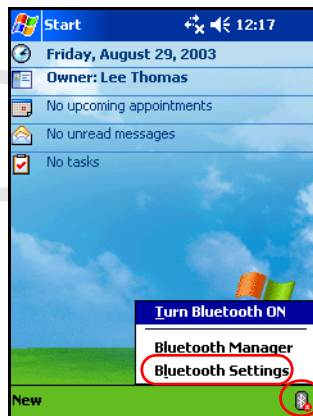 Start 12:17
Friday, August 29, 2003
Owner: Lee Thomas
No upcoming appointments
No unread messages
No tasks
Turn Bluetooth ON
Bluetooth Manager
Bluetooth Settings
New